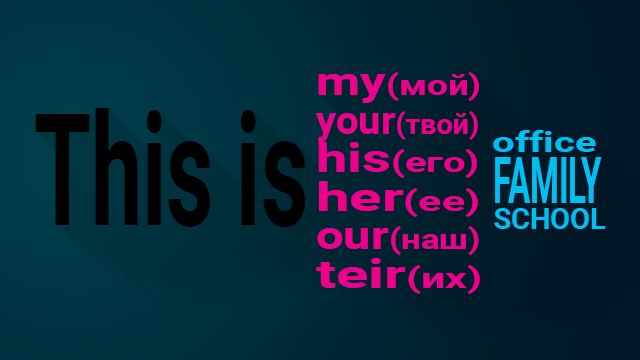 This is
my(мой)
your(твой)
his(его)
her(ее)
our(наш)
teir(их)
office
FAMILY
SCHOOL